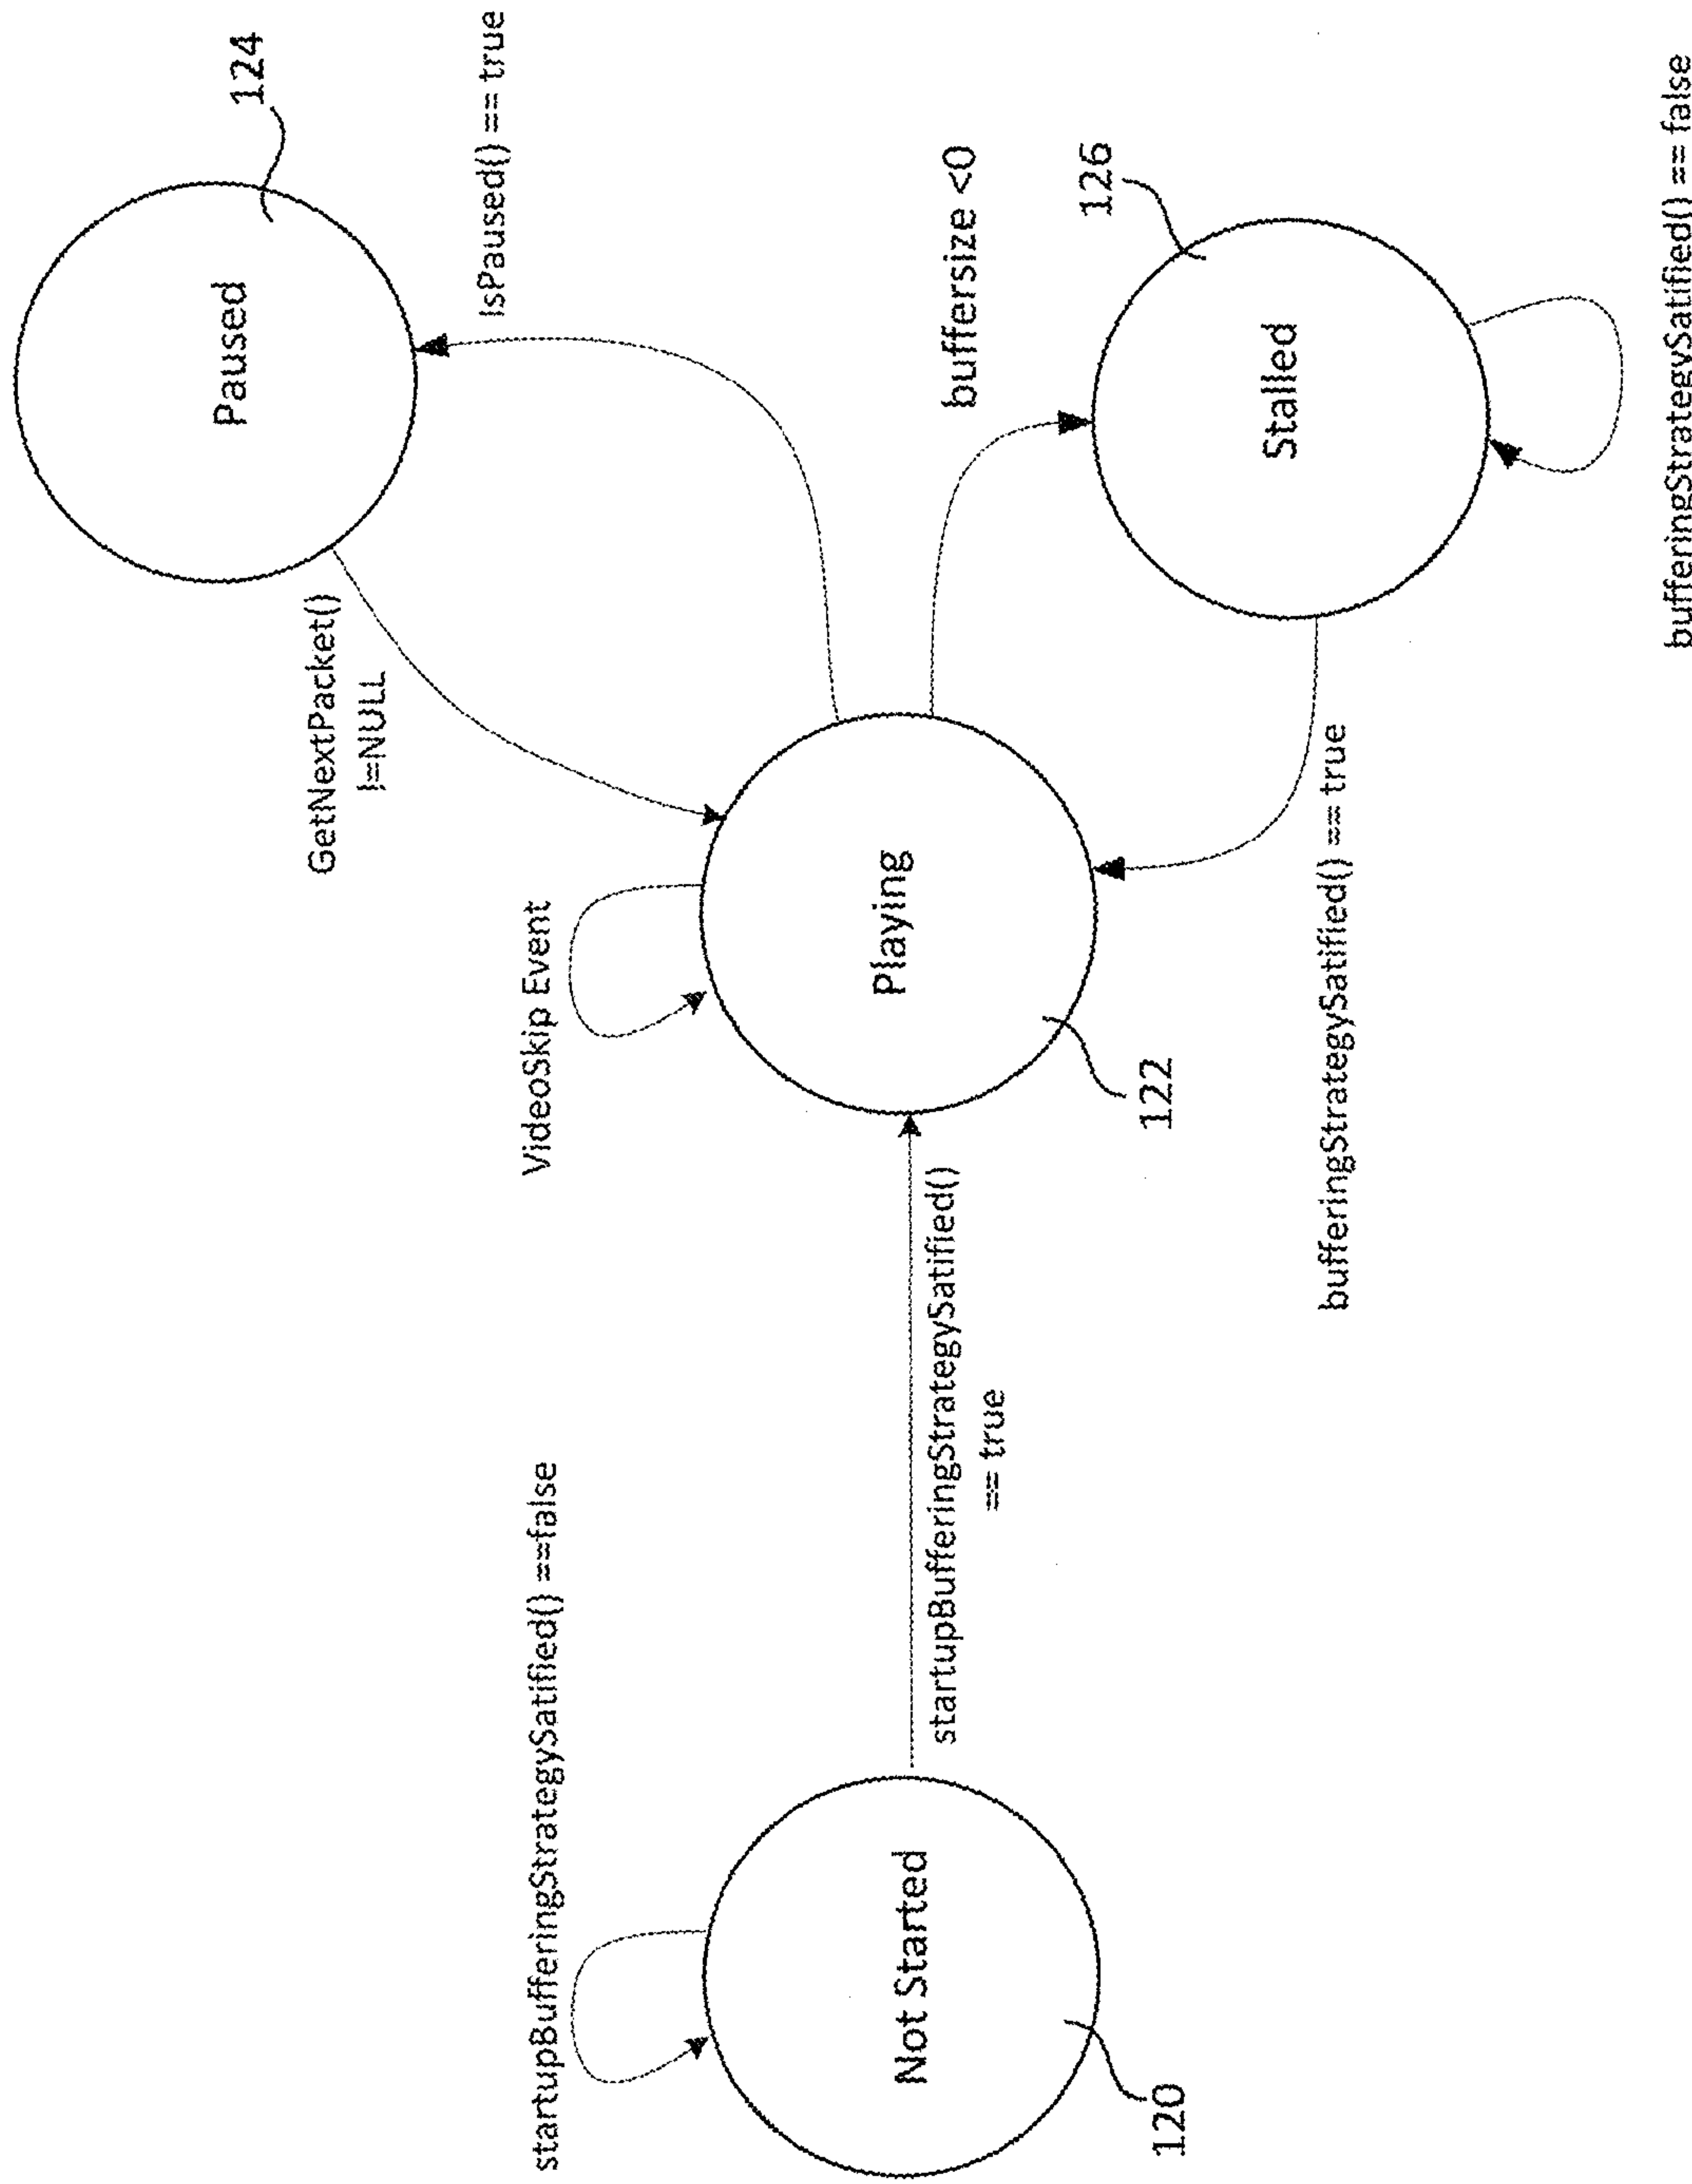 startupBufferingStrategySatified() ==false
Not Started
120
startupBufferingStrategySatified()
== true
VideoSkip Event
Playing
122
GetNextPacket()
!=NULL
Paused
124
IsPaused() == true
buffersize <0
126
Stalled
bufferingStrategySatified() == true
bufferingStrategySatified() == false